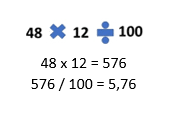 48 × 12 ÷ 100
48 x 12 = 576
576 / 100 = 5,76